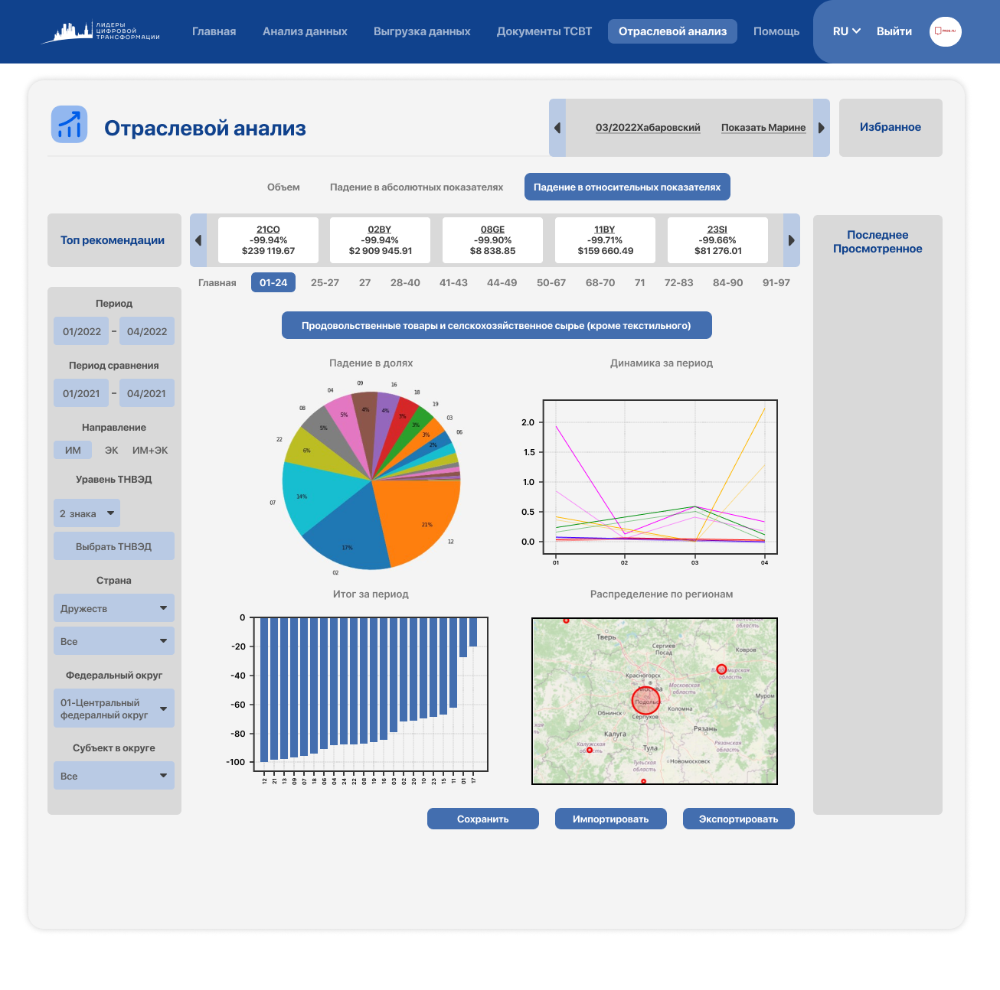 ЛИДЕРЫ
ЦИФРОВОЙ
ТРАНСФОРМАЦИИ
Главная
Анализ данных
Выгрузка данных
Документы ТСВТ
Отраслевой анализ
Помощь
RU
Выйти
mos.ru
Отраслевой анализ
03/2022Хабаровский
Показать Марине
Избранное
Объем
Падение в абсолютных показателях
Падение в относительных показателях
Топ рекомендации
21CO
-99.94%
$239 119.67
02BY
-99.94%
$2 909 945.91
08GE
-99.90%
$8 838.85
11BY
-99.71%
$159 660.49
23SI
-99.66%
$81 276.01
Последнее
Просмотренное
Главная
01-24
25-27
27
28-40
41-43
44-49
50-67
68-70
71
72-83
84-90
91-97
Период
01/2022 – 04/2022
Период сравнения
01/2021 – 04/2021
Направление
ИМ
ЭК
ИМ+ЭК
Уравень ТНВЭД
2 знака
Выбрать ТНВЭД
Страна
Дружеств
Все
Федеральный округ
01-Центральный
федералный округ
Субъект в округе
Все
Продовольственные товары и селскохозяйственное сырье (кроме текстильного)
Падение в долях
09
16
04
18
19
08
03
06
22
07
12
02
4%
4%
5%
3%
3%
5%
3%
2%
6%
14%
21%
17%
Динамика за период
2.0
1.5
1.0
0.5
0.0
01
02
03
04
Итог за период
0
-20
-40
-60
-80
-100
12
21
13
09
07
18
06
04
24
22
08
19
16
03
02
20
10
23
15
11
01
17
Распределение по регионам
Ивановская
область
Тверь
Сергиев
Посад
Ковров
Владимирская
область
Красногорск
Москва
Московская
область
Подольск
Муром
Обнинск
Коломна
Серпухов
Рязань
Калуга
Калужская
область
Тула
Рязанская
область
Тульская
область
Новомосковск
Сохранить
Импортировать
Экспортировать